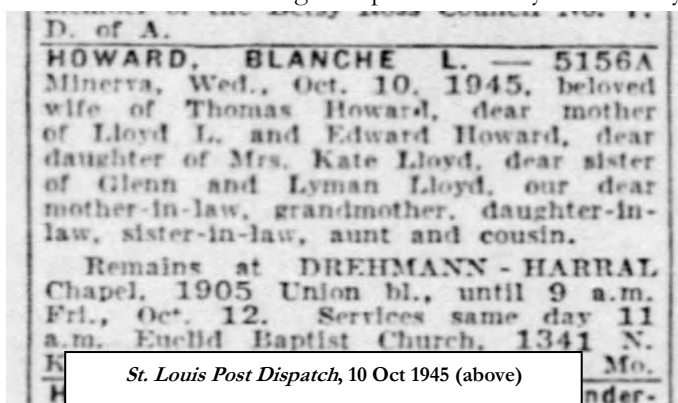 D. of A.
HOWARD, BLANCHE L. — 5156A
Minerva, Wed., Oct. 10, 1945, beloved
wife of Thomas Howard, dear mother
of Lloyd L. and Edward Howard, dear
daughter of Mrs. Kate Lloyd, dear sister
of Glenn and Lyman Lloyd, our dear
mother-in-law, grandmother, daughter-in-
law, sister-in-law, aunt and cousin.
Remains at DREHMANN-HARRAL
Chapel, 1905 Union bl., until 9 a.m.
Fri., Oct. 12. Services same day 11
a.m. Euclid Baptist Church, 1341 N.
Mo.
St. Louis Post Dispatch, 10 Oct 1945 (above)